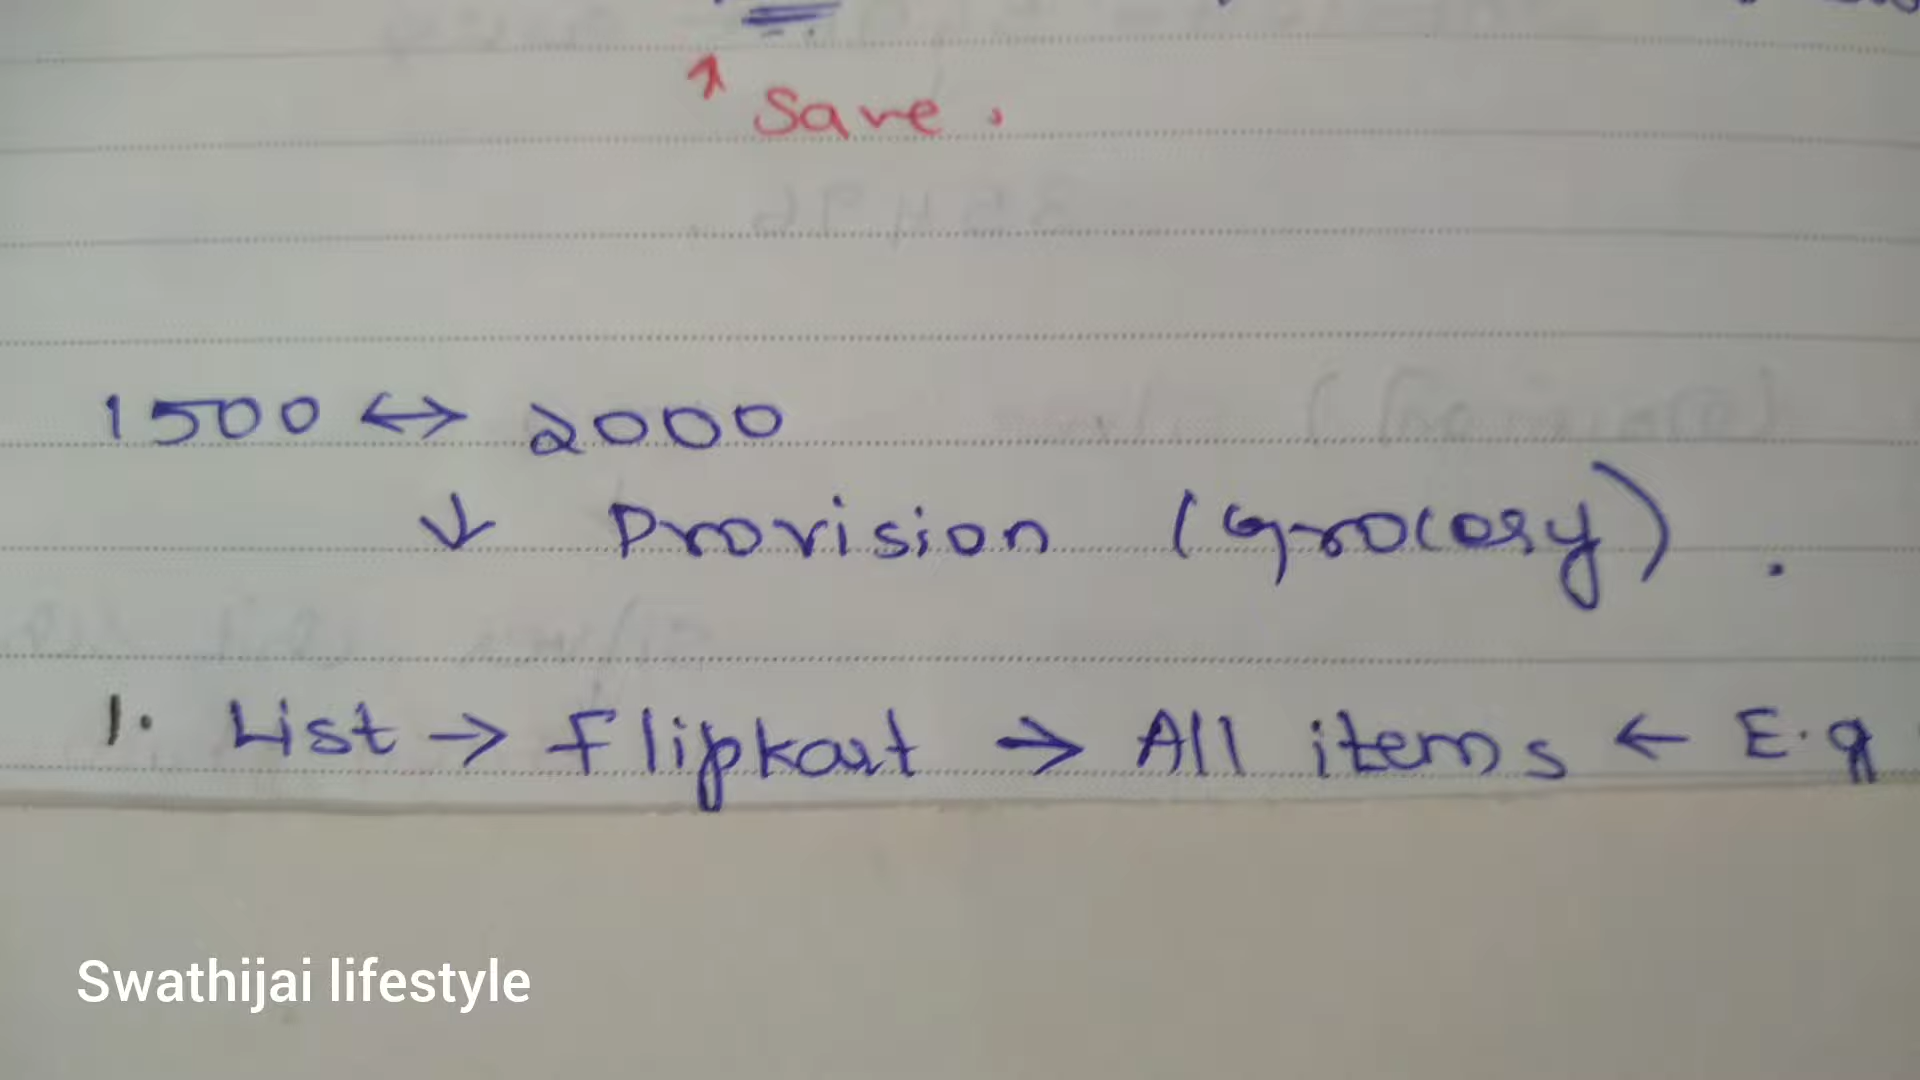 ↗ Save.
1500 ↔ 2000
↓ Provision (grocery).
1. List → Flipkart → All items ← E.g
Swathijai lifestyle